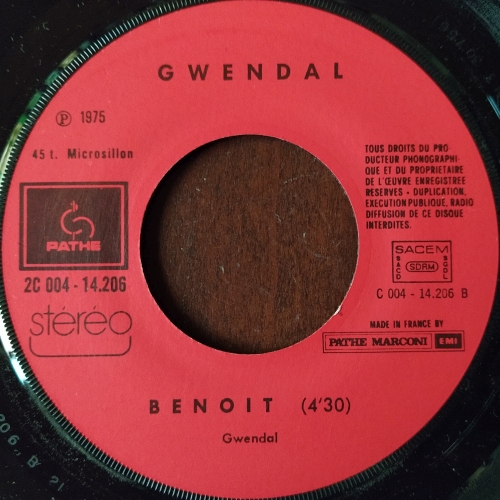 GWENDAL
Ⓟ 1975
45 t. Microsillon
PATHE
2C 004 - 14.206
stéréo
TOUS DROITS DU PRO-
DUCTEUR PHONOGRAPHI-
QUE ET DU PROPRIETAIRE
DE L'ŒUVRE ENREGISTREE
RESERVES - DUPLICATION,
EXECUTION PUBLIQUE, RADIO
DIFFUSION DE CE DISQUE
INTERDITES.
SACEM
SACD
SDRM
SGDL
C 004 - 14.206 B
MADE IN FRANCE BY
PATHE MARCONI EMI
BENOIT (4'30)
Gwendal